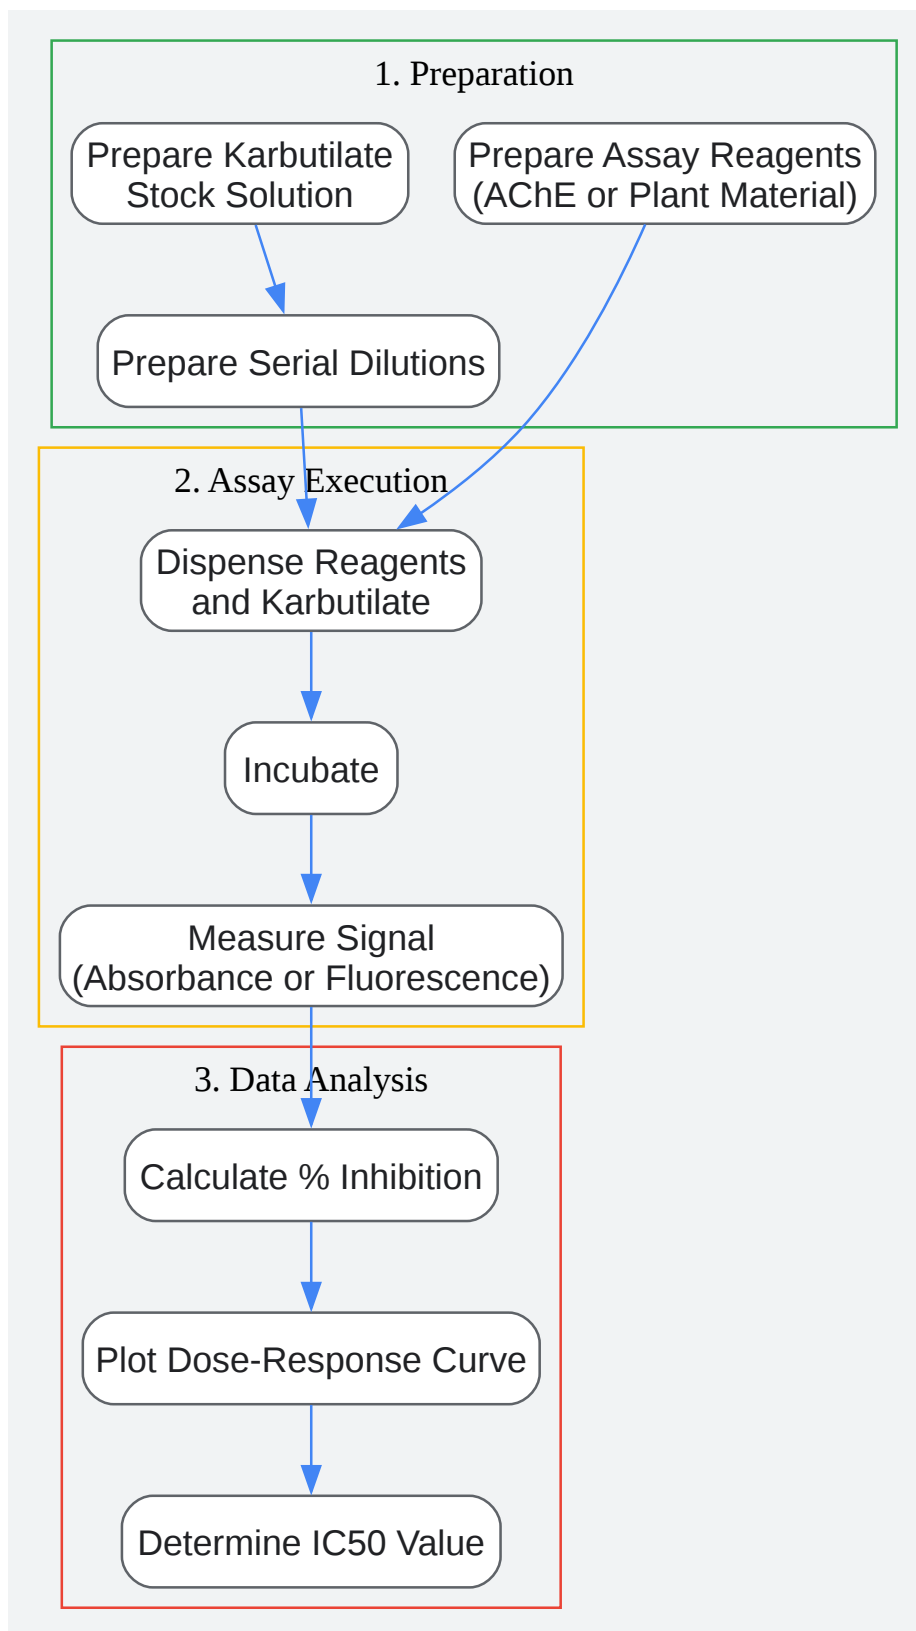 1. Preparation
Prepare Karbutilate
Stock Solution
Prepare Assay Reagents
(AChE or Plant Material)
Prepare Serial Dilutions
2. Assay Execution
Dispense Reagents
and Karbutilate
Incubate
Measure Signal
(Absorbance or Fluorescence)
3. Data Analysis
Calculate % Inhibition
Plot Dose-Response Curve
Determine IC50 Value